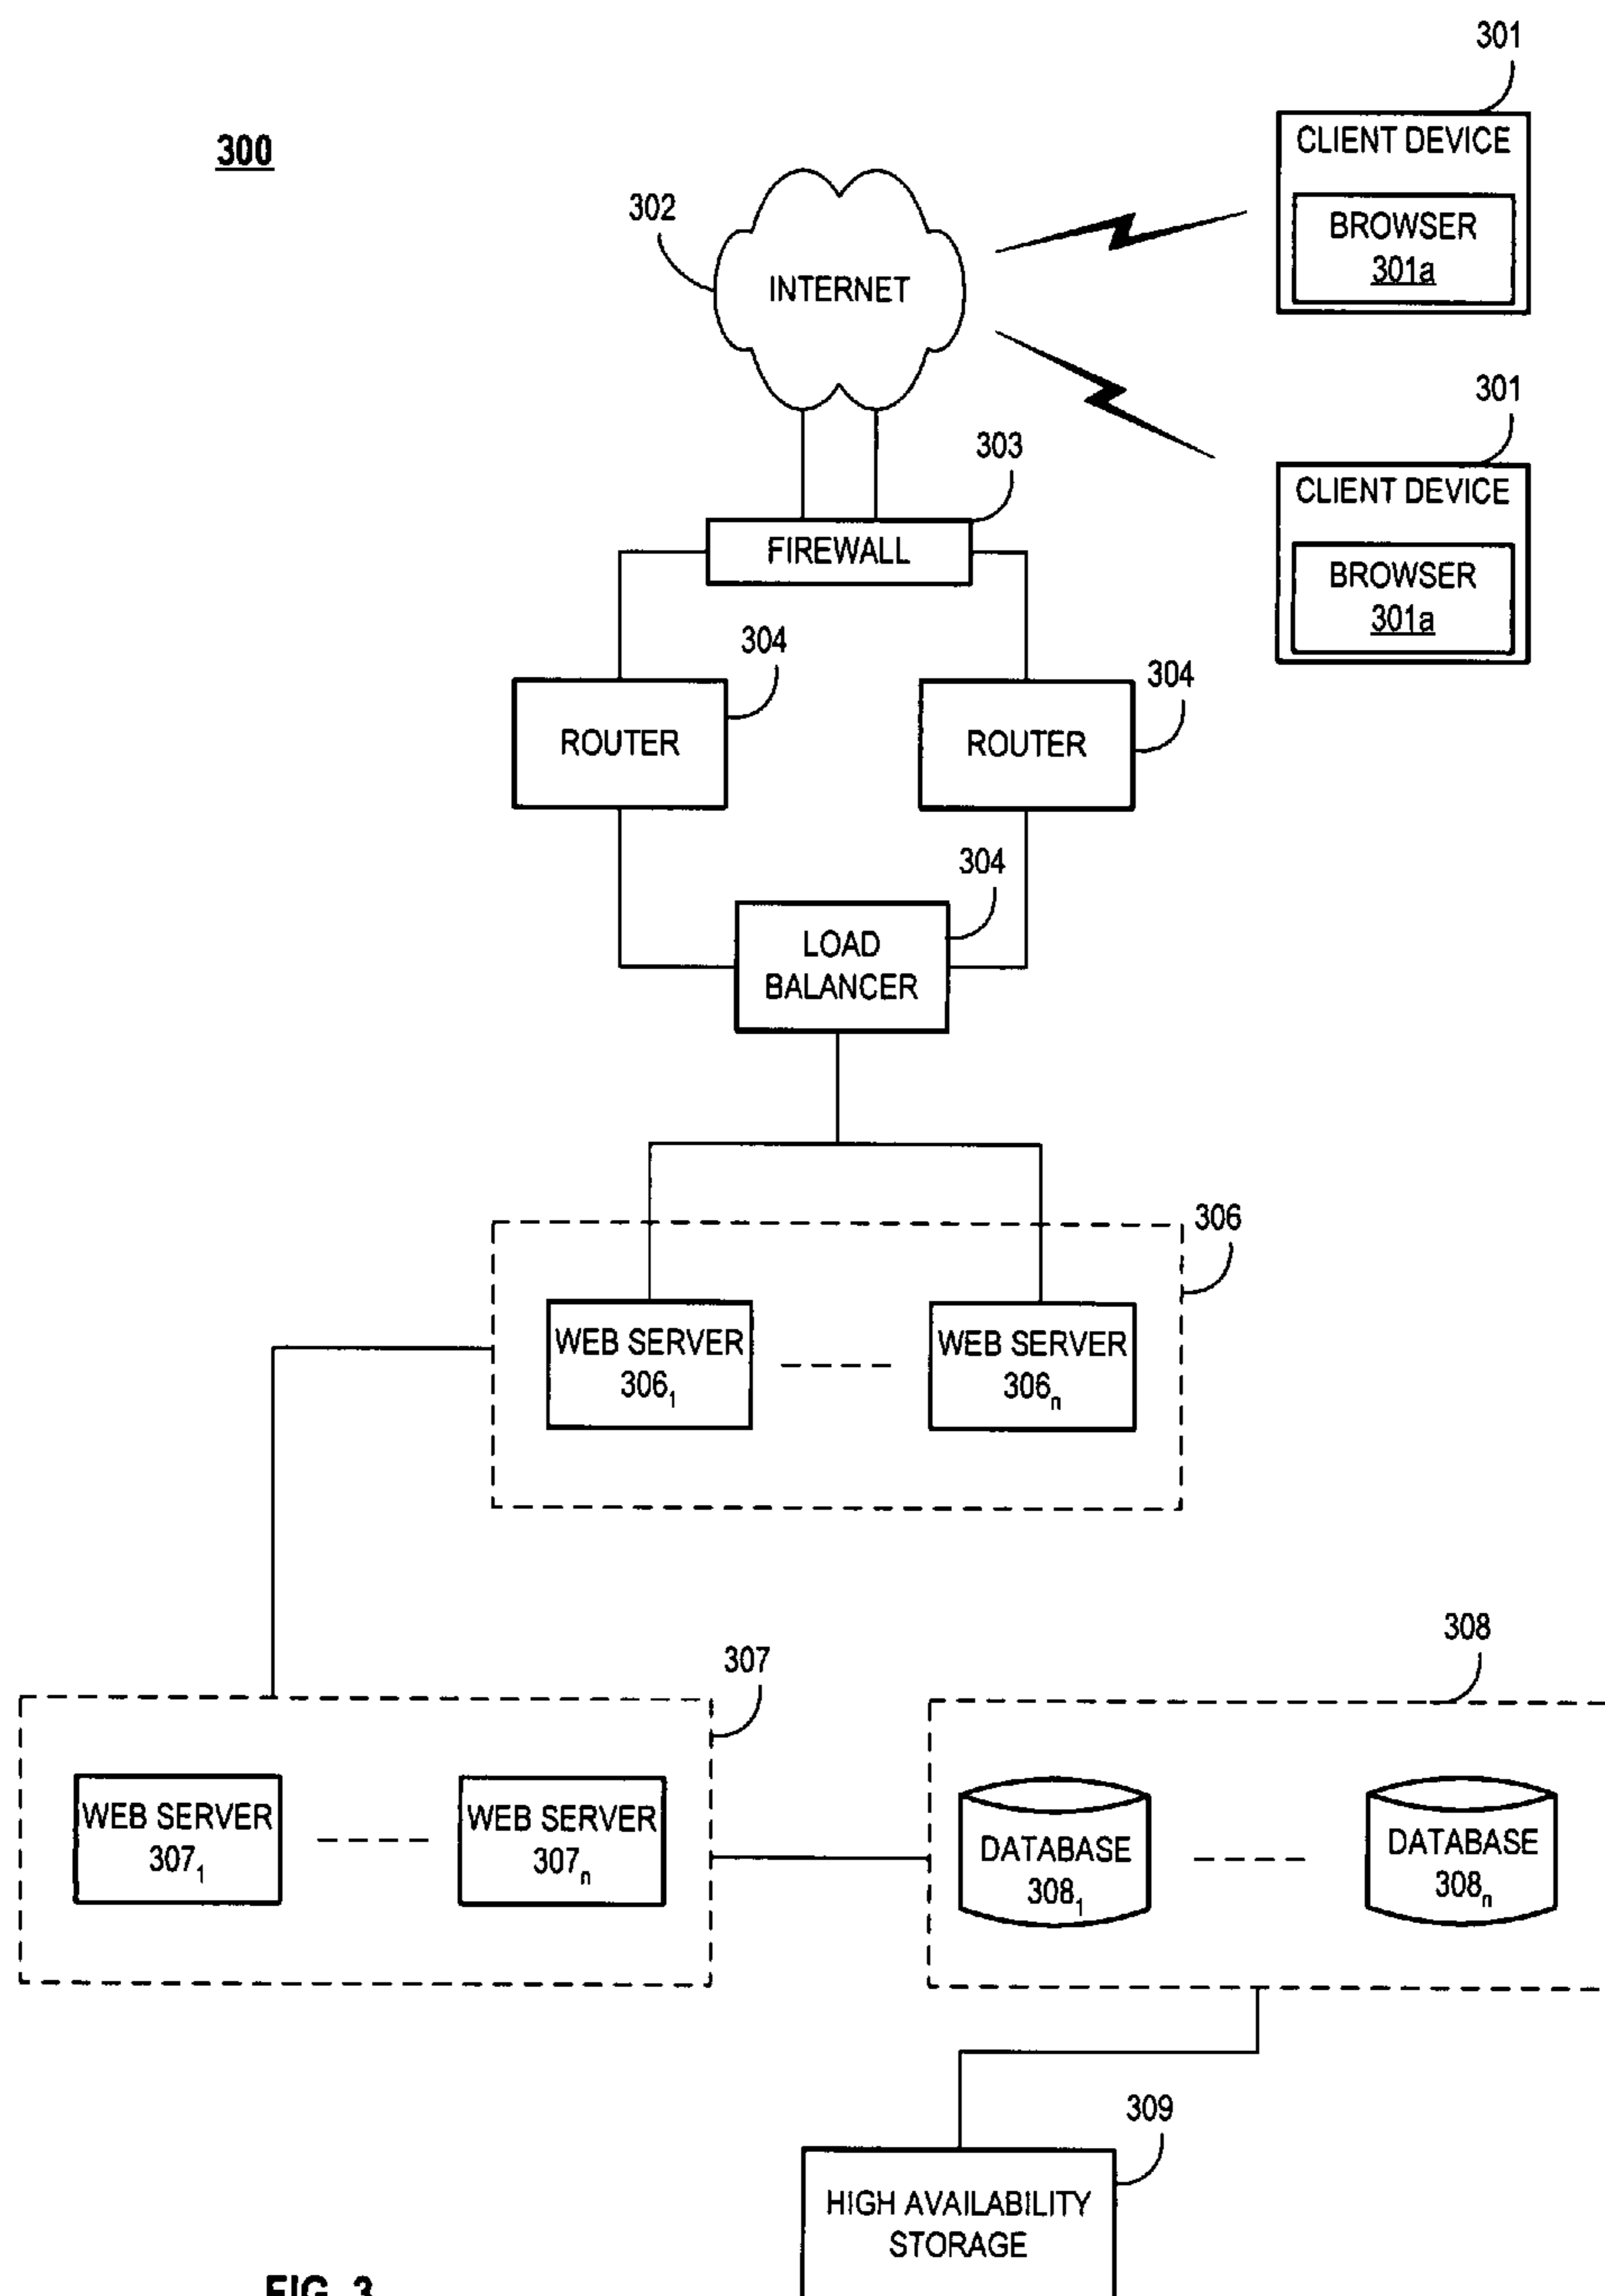 301
300
CLIENT DEVICE
BROWSER
301a
302
INTERNET
301
CLIENT DEVICE
BROWSER
301a
303
FIREWALL
304
ROUTER
304
ROUTER
304
LOAD
BALANCER
306
WEB SERVER
306₁
WEB SERVER
306ₙ
307
WEB SERVER
307₁
WEB SERVER
307ₙ
308
DATABASE
308₁
DATABASE
308ₙ
309
HIGH AVAILABILITY
STORAGE
FIG. 3